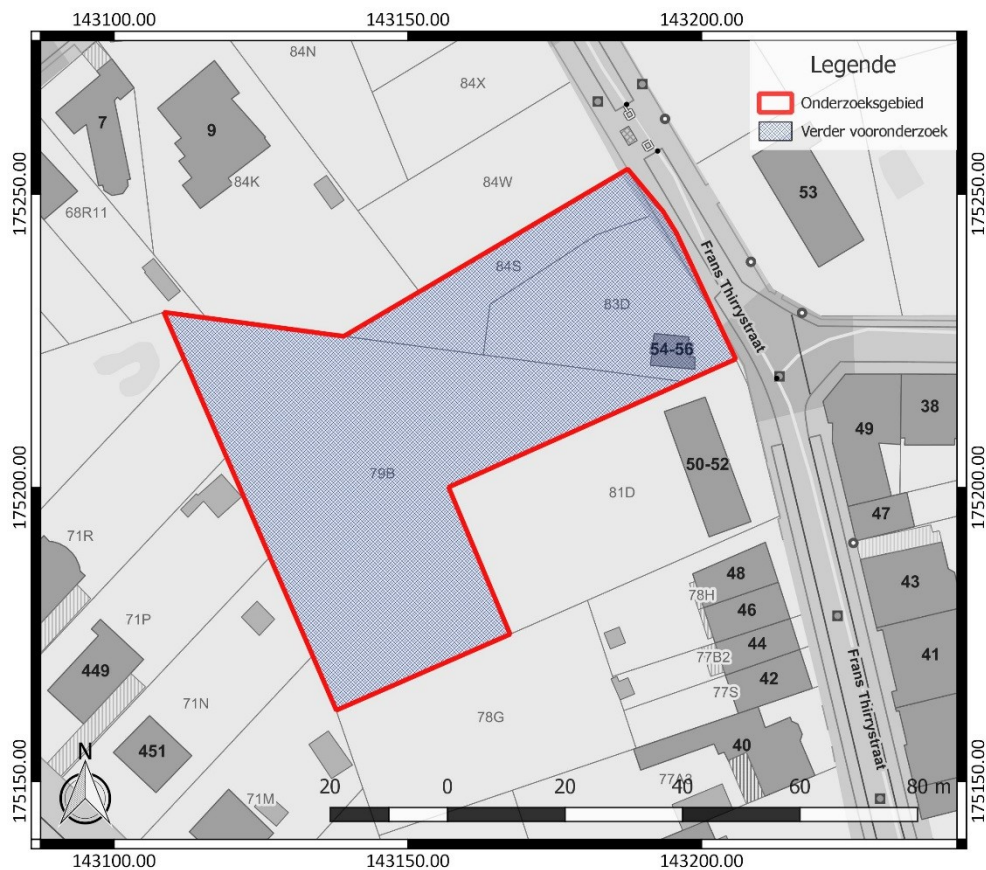 143100.00 143150.00 143200.00
84N
84X
Legende
Onderzoeksgebied
Verder vooronderzoek
7
9
84K
84W
53
68R11
175250.00
175250.00
84S
83D
Frans Thirrystraat
54-56
79B
50-52
81D
49
38
47
175200.00
175200.00
71R
71P
48
78H
46
43
44
77B2
42
77S
41
449
71N
78G
451
40
77A3
71M
Frans Thirrystraat
N
20 0 20 40 60 80 m
175150.00
175150.00
143100.00 143150.00 143200.00